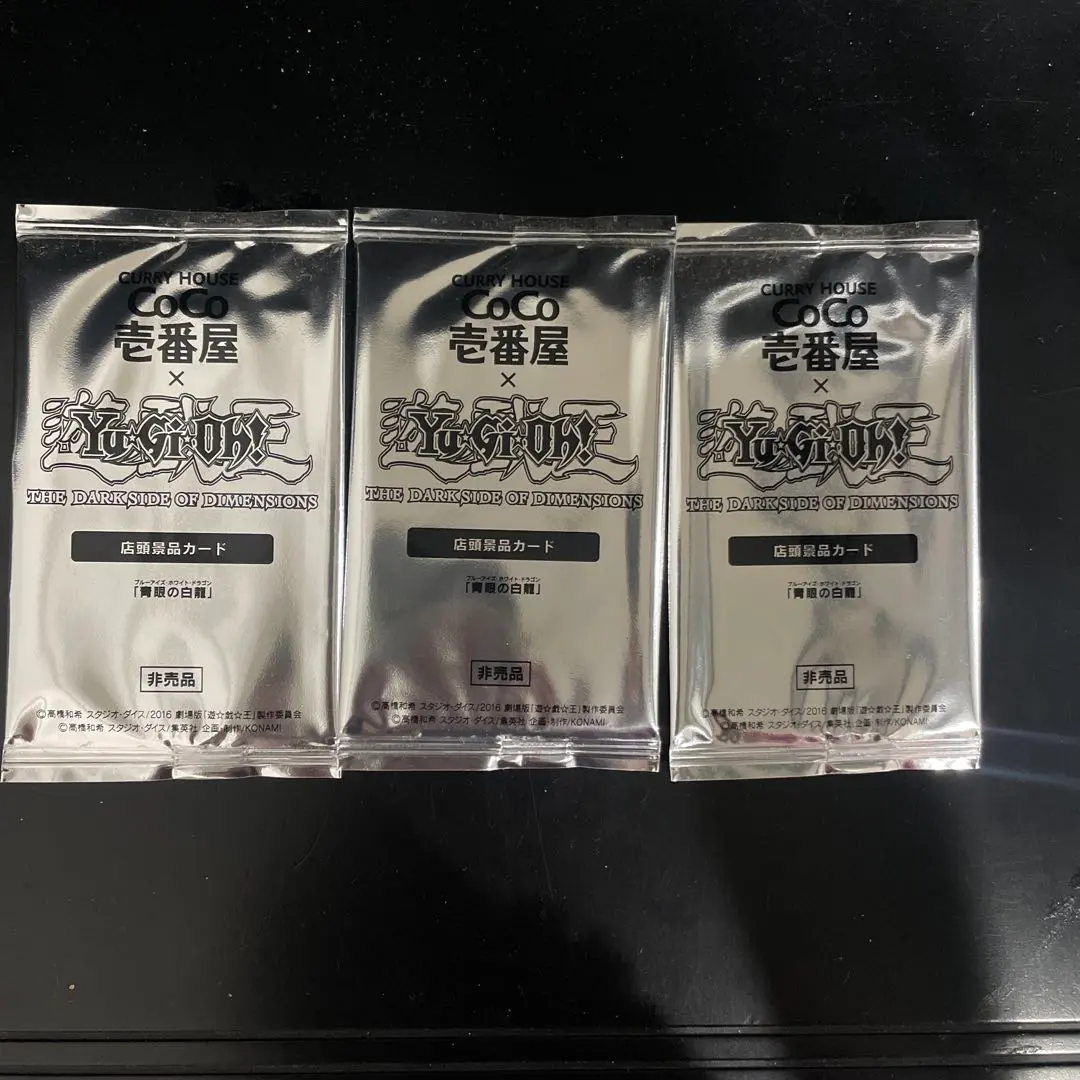 CURRY HOUSE
CoCo
壱番屋
×
遊戯王
Yu-Gi-Oh!
THE DARKSIDE OF DIMENSIONS
店頭景品カード
ブルーアイズ・ホワイト・ドラゴン
「青眼の白龍」
非売品
©高橋和希 スタジオ・ダイス/2016 劇場版「遊☆戯☆王」製作委員会
©高橋和希 スタジオ・ダイス/集英社 企画・制作/KONAMI
CURRY HOUSE
CoCo
壱番屋
×
遊戯王
Yu-Gi-Oh!
THE DARKSIDE OF DIMENSIONS
店頭景品カード
ブルーアイズ・ホワイト・ドラゴン
「青眼の白龍」
非売品
©高橋和希 スタジオ・ダイス/2016 劇場版「遊☆戯☆王」製作委員会
©高橋和希 スタジオ・ダイス/集英社 企画・制作/KONAMI
CURRY HOUSE
CoCo
壱番屋
×
遊戯王
Yu-Gi-Oh!
THE DARKSIDE OF DIMENSIONS
店頭景品カード
ブルーアイズ・ホワイト・ドラゴン
「青眼の白龍」
非売品
©高橋和希 スタジオ・ダイス/2016 劇場版「遊☆戯☆王」製作委員会
©高橋和希 スタジオ・ダイス/集英社 企画・制作/KONAMI